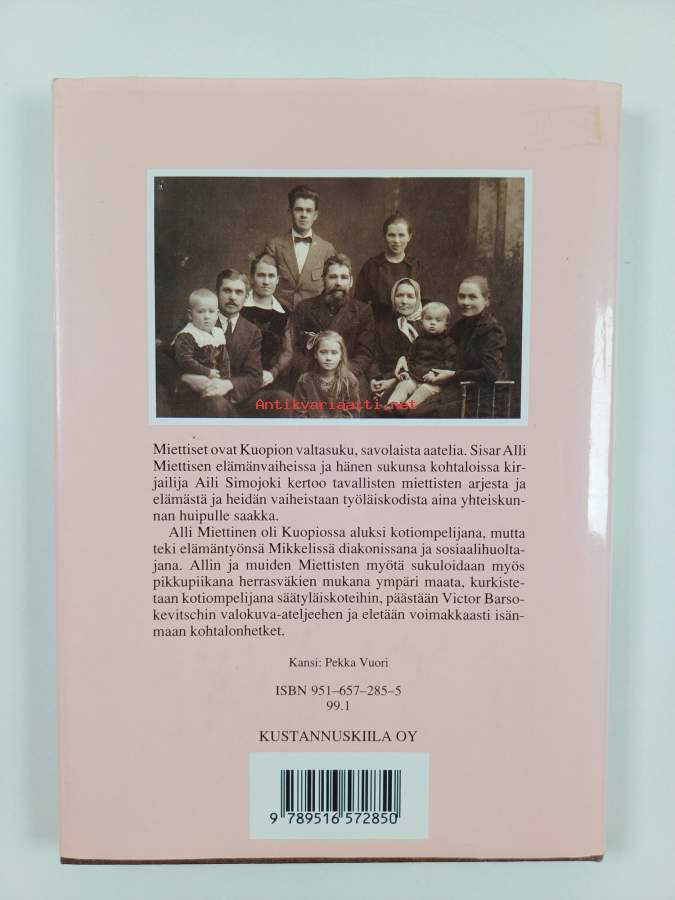 Antikvariaatti.net
Miettiset ovat Kuopion valtasuku, savolaista aatelia. Sisar Alli
Miettisen elämänvaiheissa ja hänen sukunsa kohtaloissa kir-
jailija Aili Simojoki kertoo tavallisten miettisten arjesta ja
elämästä ja heidän vaiheistaan työläiskodista aina yhteiskun-
nan huipulle saakka.
Alli Miettinen oli Kuopiossa aluksi kotiompelijana, mutta
teki elämäntyönsä Mikkelissä diakonissana ja sosiaalihuolta-
jana. Allin ja muiden Miettisten myötä sukuloidaan myös
pikkupiikana herrasväkien mukana ympäri maata, kurkiste-
taan kotiompelijana säätyläiskoteihin, päästään Victor Barso-
kevitschin valokuva-ateljeehen ja eletään voimakkaasti isän-
maan kohtalonhetket.
Kansi: Pekka Vuori
ISBN 951–657–285–5
99.1
KUSTANNUSKIILA OY
9 789516 572850